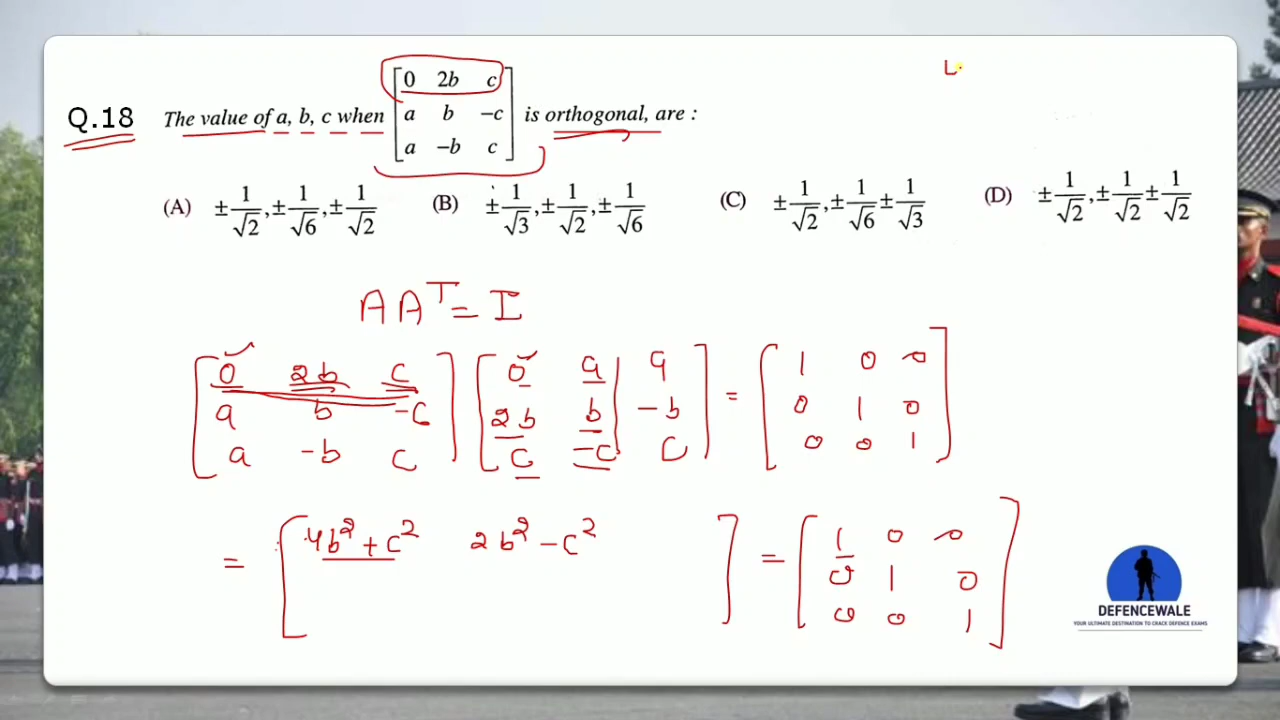 Q.18 The value of a, b, c when [0 2b c
a b −c
a −b c] is orthogonal, are :
(A) ±1/√2, ±1/√6, ±1/√2 (B) ±1/√3, ±1/√2, ±1/√6 (C) ±1/√2, ±1/√6 ±1/√3 (D) ±1/√2, ±1/√2 ±1/√2
AAᵀ = I
[0 2b c] [0 a a] = [1 0 0]
[a b −c] [2b b −b] [0 1 0]
[a −b c] [c −c c] [0 0 1]
= [4b² + c² 2b² − c² ] = [1 0 0]
[0 1 0]
[0 0 1]
DEFENCEWALE
YOUR ULTIMATE DESTINATION TO CRACK DEFENCE EXAMS